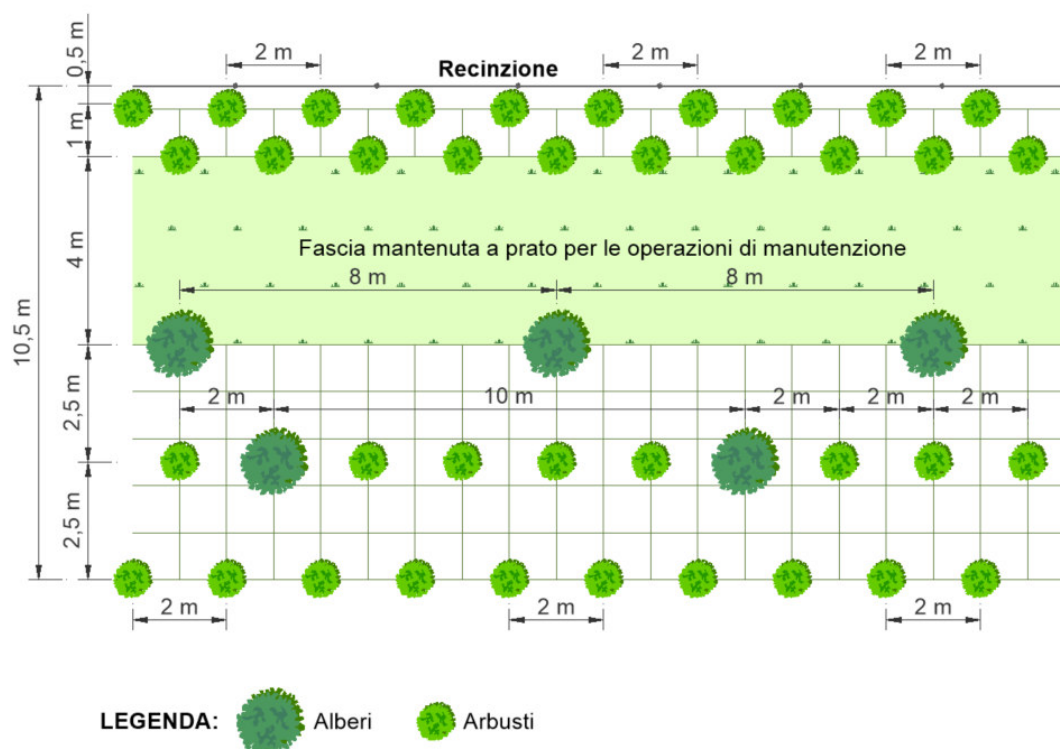 0,5 m
2 m
2 m
2 m
Recinzione
1 m
4 m
Fascia mantenuta a prato per le operazioni di manutenzione
8 m
8 m
10,5 m
2,5 m
2 m
10 m
2 m
2 m
2 m
2,5 m
2 m
2 m
2 m
LEGENDA:
Alberi
Arbusti